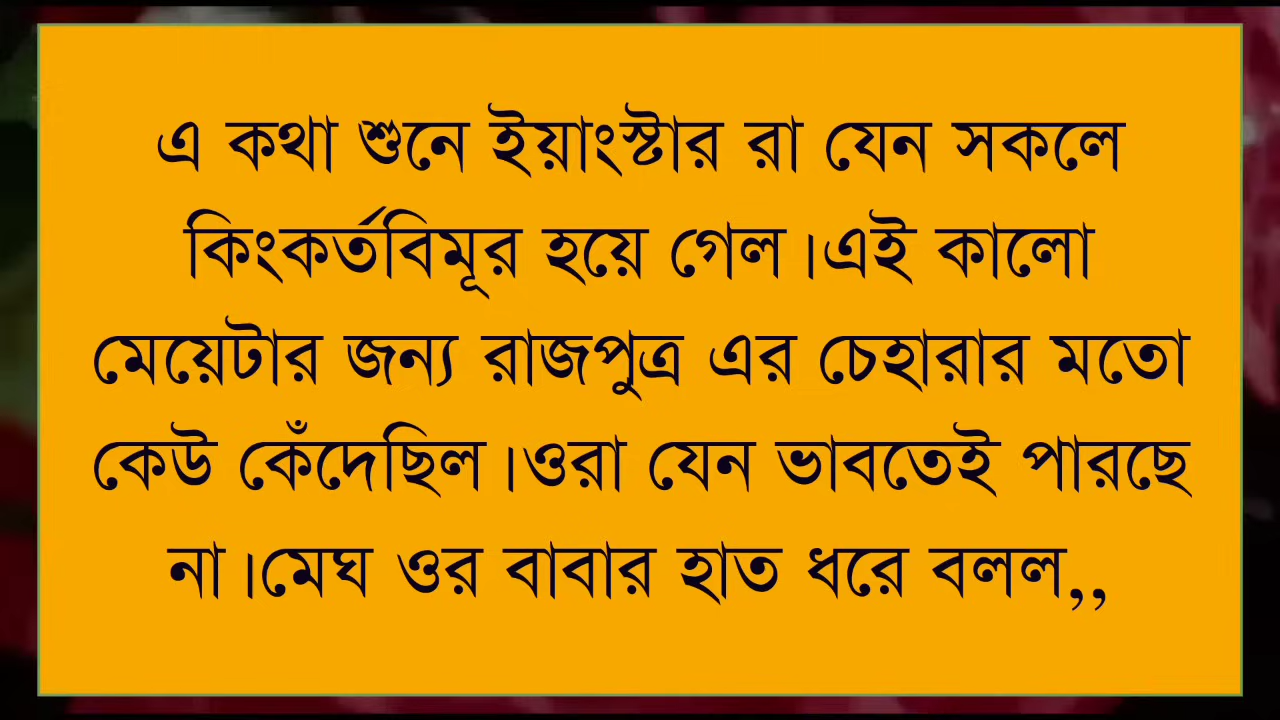 এ কথা শুনে ইয়াংস্টার রা যেন সকলে
কিংকর্তবিমূর হয়ে গেল।এই কালো
মেয়েটার জন্য রাজপুত্র এর চেহারার মতো
কেউ কেঁদেছিল।ওরা যেন ভাবতেই পারছে
না।মেঘ ওর বাবার হাত ধরে বলল,,